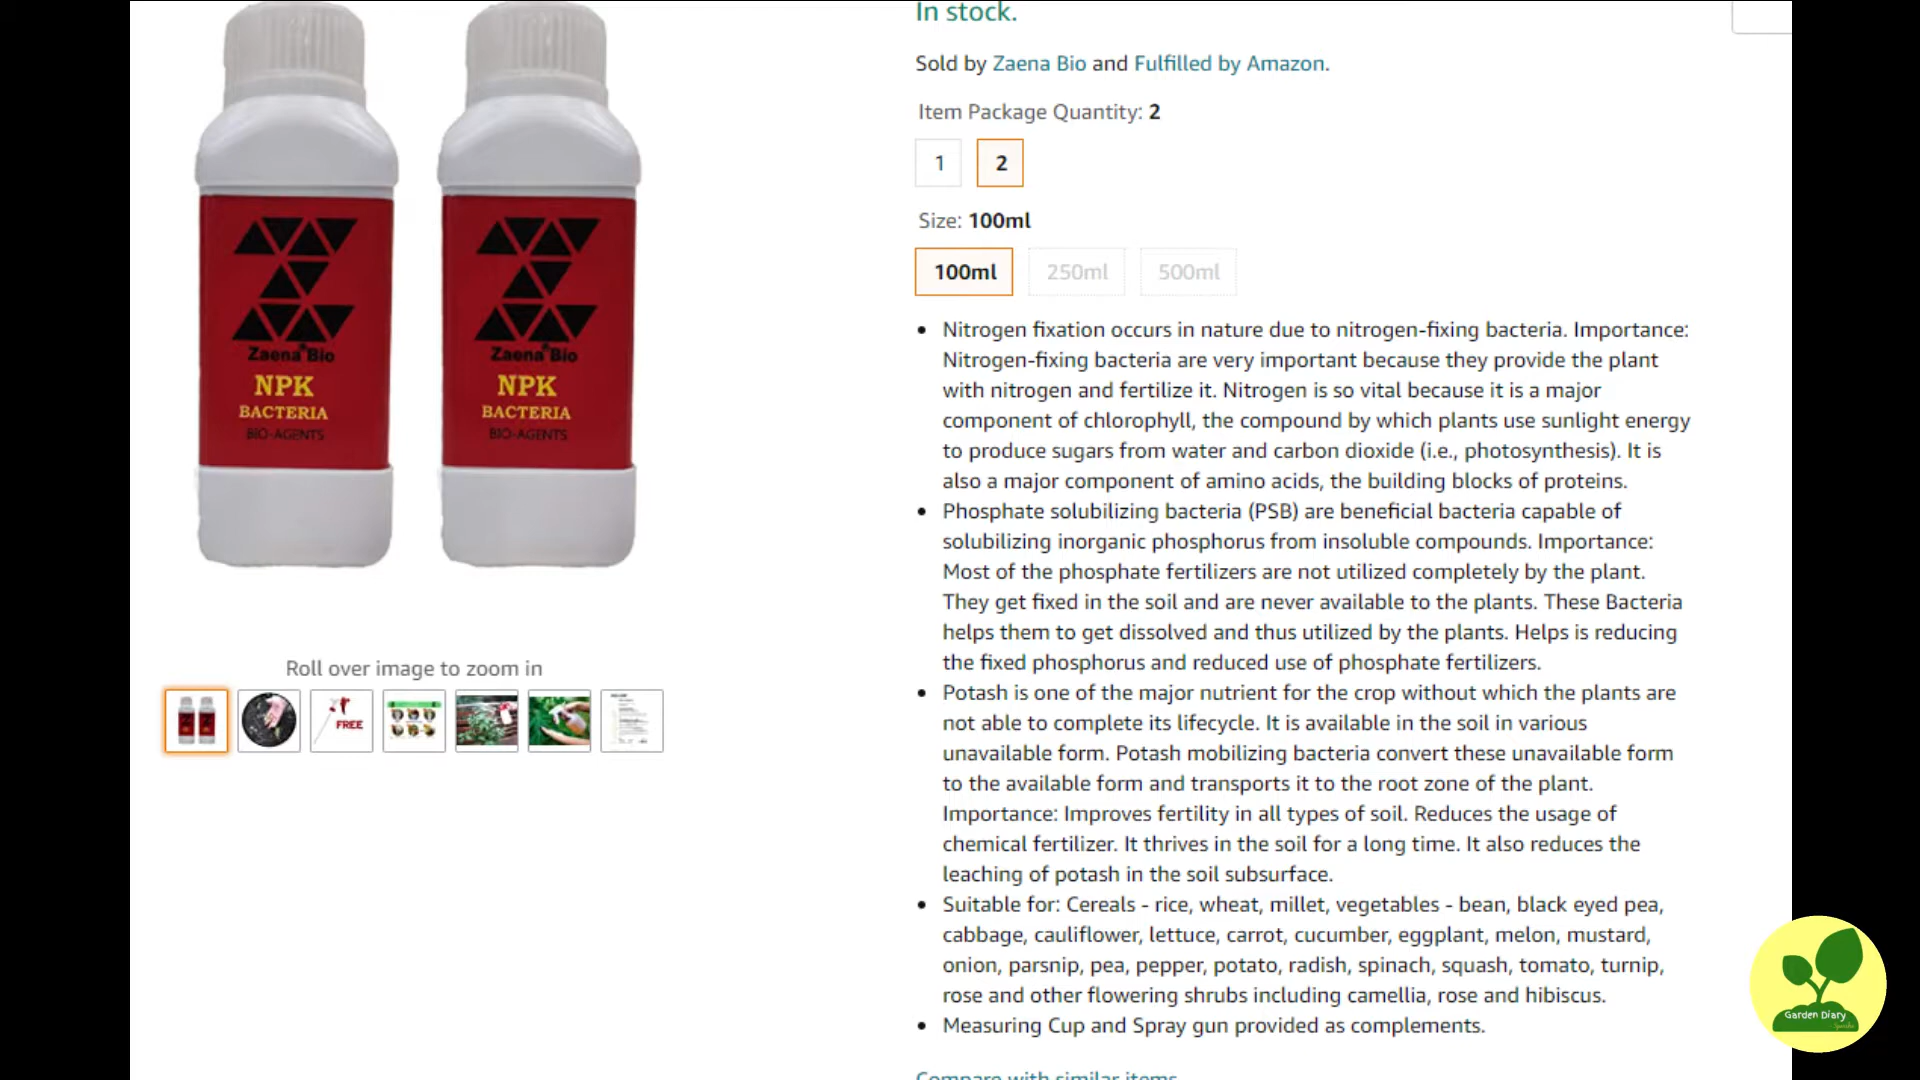 In stock.
Sold by Zaena Bio and Fulfilled by Amazon.
Item Package Quantity: 2
1
2
Size: 100ml
100ml
250ml
500ml
Zaena Bio
NPK
BACTERIA
BIO-AGENTS
Zaena Bio
NPK
BACTERIA
BIO-AGENTS
Roll over image to zoom in
FREE
Nitrogen fixation occurs in nature due to nitrogen-fixing bacteria. Importance:
Nitrogen-fixing bacteria are very important because they provide the plant
with nitrogen and fertilize it. Nitrogen is so vital because it is a major
component of chlorophyll, the compound by which plants use sunlight energy
to produce sugars from water and carbon dioxide (i.e., photosynthesis). It is
also a major component of amino acids, the building blocks of proteins.
Phosphate solubilizing bacteria (PSB) are beneficial bacteria capable of
solubilizing inorganic phosphorus from insoluble compounds. Importance:
Most of the phosphate fertilizers are not utilized completely by the plant.
They get fixed in the soil and are never available to the plants. These Bacteria
helps them to get dissolved and thus utilized by the plants. Helps is reducing
the fixed phosphorus and reduced use of phosphate fertilizers.
Potash is one of the major nutrient for the crop without which the plants are
not able to complete its lifecycle. It is available in the soil in various
unavailable form. Potash mobilizing bacteria convert these unavailable form
to the available form and transports it to the root zone of the plant.
Importance: Improves fertility in all types of soil. Reduces the usage of
chemical fertilizer. It thrives in the soil for a long time. It also reduces the
leaching of potash in the soil subsurface.
Suitable for: Cereals - rice, wheat, millet, vegetables - bean, black eyed pea,
cabbage, cauliflower, lettuce, carrot, cucumber, eggplant, melon, mustard,
onion, parsnip, pea, pepper, potato, radish, spinach, squash, tomato, turnip,
rose and other flowering shrubs including camellia, rose and hibiscus.
Measuring Cup and Spray gun provided as complements.
Compare with similar items
Garden Diary